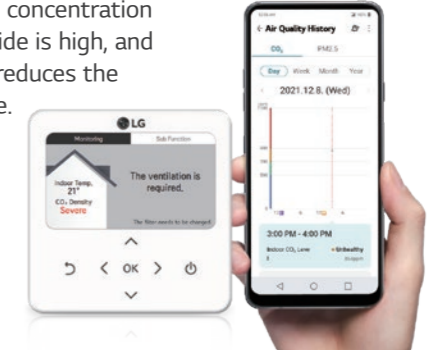 concentration
ide is high, and
reduces the
e.
LG
Monitoring
Sub Function
Indoor Temp.
21°
CO₂ Density
Severe
The ventilation is
required.
The filter needs to be changed
OK
Air Quality History
CO₂
PM2.5
Day
Week
Month
Year
2021.12.8. (Wed)
3:00 PM - 4:00 PM
Indoor CO₂ Leve
Unhealthy